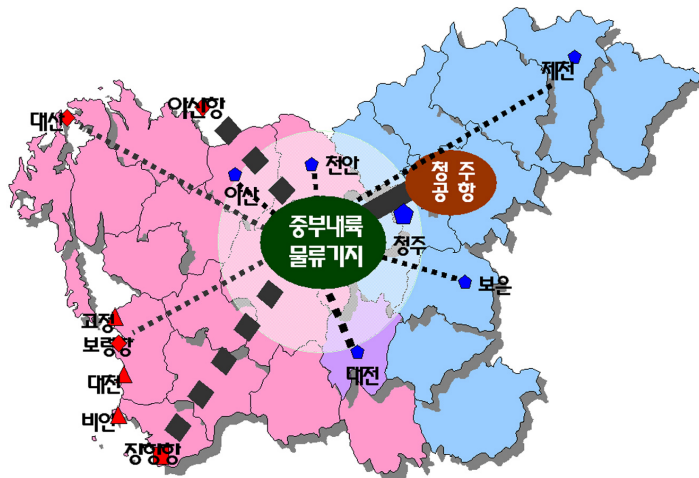 제천
아산항
대산
천안
청 주
공 항
아산
중부내륙
물류기지
청주
보은
고정
보령항
대전
대천
비안
장항항